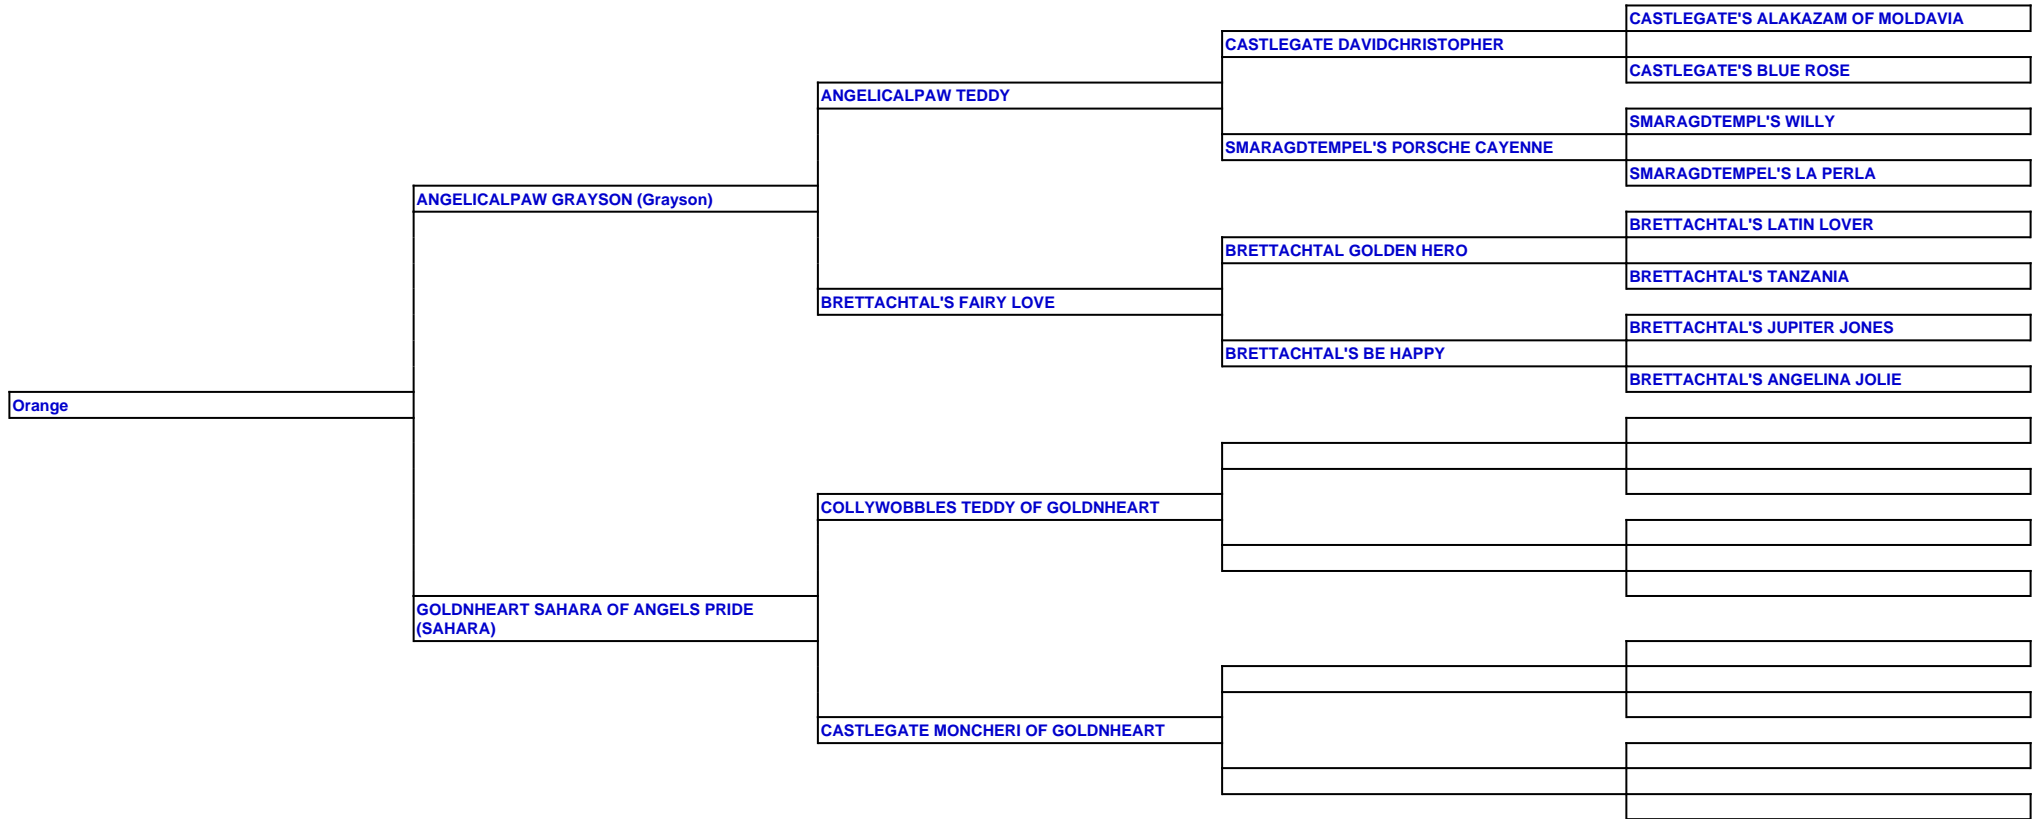 CASTLEGATE'S ALAKAZAM OF MOLDAVIA
CASTLEGATE DAVIDCHRISTOPHER
CASTLEGATE'S BLUE ROSE
ANGELICALPAW TEDDY
SMARAGDTEMPL'S WILLY
SMARAGDTEMPEL'S PORSCHE CAYENNE
SMARAGDTEMPEL'S LA PERLA
ANGELICALPAW GRAYSON (Grayson)
BRETTACHTAL'S LATIN LOVER
BRETTACHTAL GOLDEN HERO
BRETTACHTAL'S TANZANIA
BRETTACHTAL'S FAIRY LOVE
BRETTACHTAL'S JUPITER JONES
BRETTACHTAL'S BE HAPPY
BRETTACHTAL'S ANGELINA JOLIE
Orange
COLLYWOBBLES TEDDY OF GOLDNHEART
GOLDNHEART SAHARA OF ANGELS PRIDE
(SAHARA)
CASTLEGATE MONCHERI OF GOLDNHEART